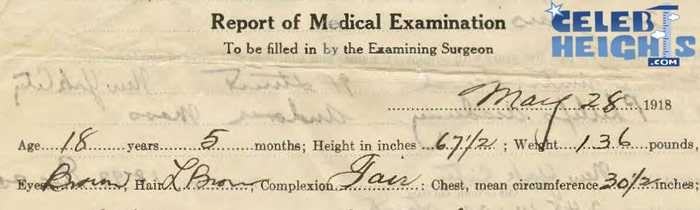 Report of Medical Examination
CELEB HEIGHTS .COM
To be filled in by the Examining Surgeon
May 28 1918
Age 18 years 5 months; Height in inches 67 1/2; Weight 136 pounds,
Eyes Brown Hair L Brown Complexion Fair: Chest, mean circumference 30 1/2 inches;